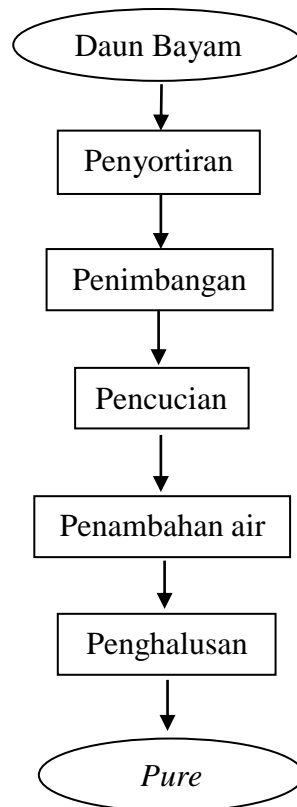 Daun Bayam
Penyortiran
Penimbangan
Pencucian
Penambahan air
Penghalusan
Pure